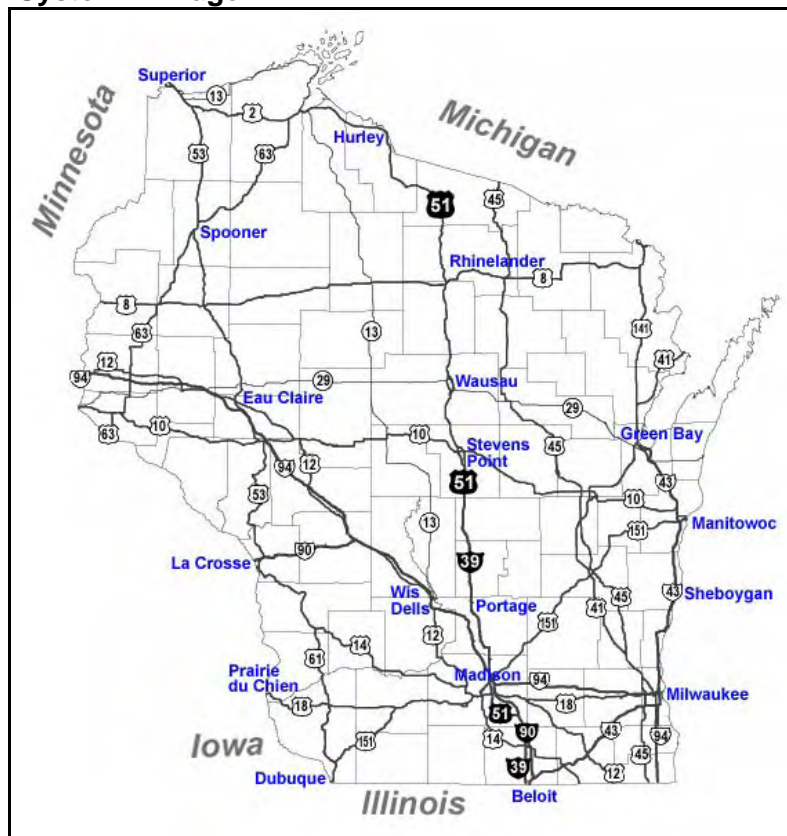 System
Superior
13
2
Minnesota
Michigan
Hurley
53
63
51
45
Spooner
Rhinelander
8
8
63
13
141
12
41
94
29
Wausau
Eau Claire
29
63
10
10
45
Green Bay
Stevens
Point
94
12
51
43
53
10
13
151
Manitowoc
90
La Crosse
39
Wis
Dells
Portage
45
43
Sheboygan
41
12
151
14
61
Prairie
du Chien
Madison
94
Milwaukee
18
18
51
Iowa
151
14
90
43
94
45
39
12
Dubuque
Beloit
Illinois